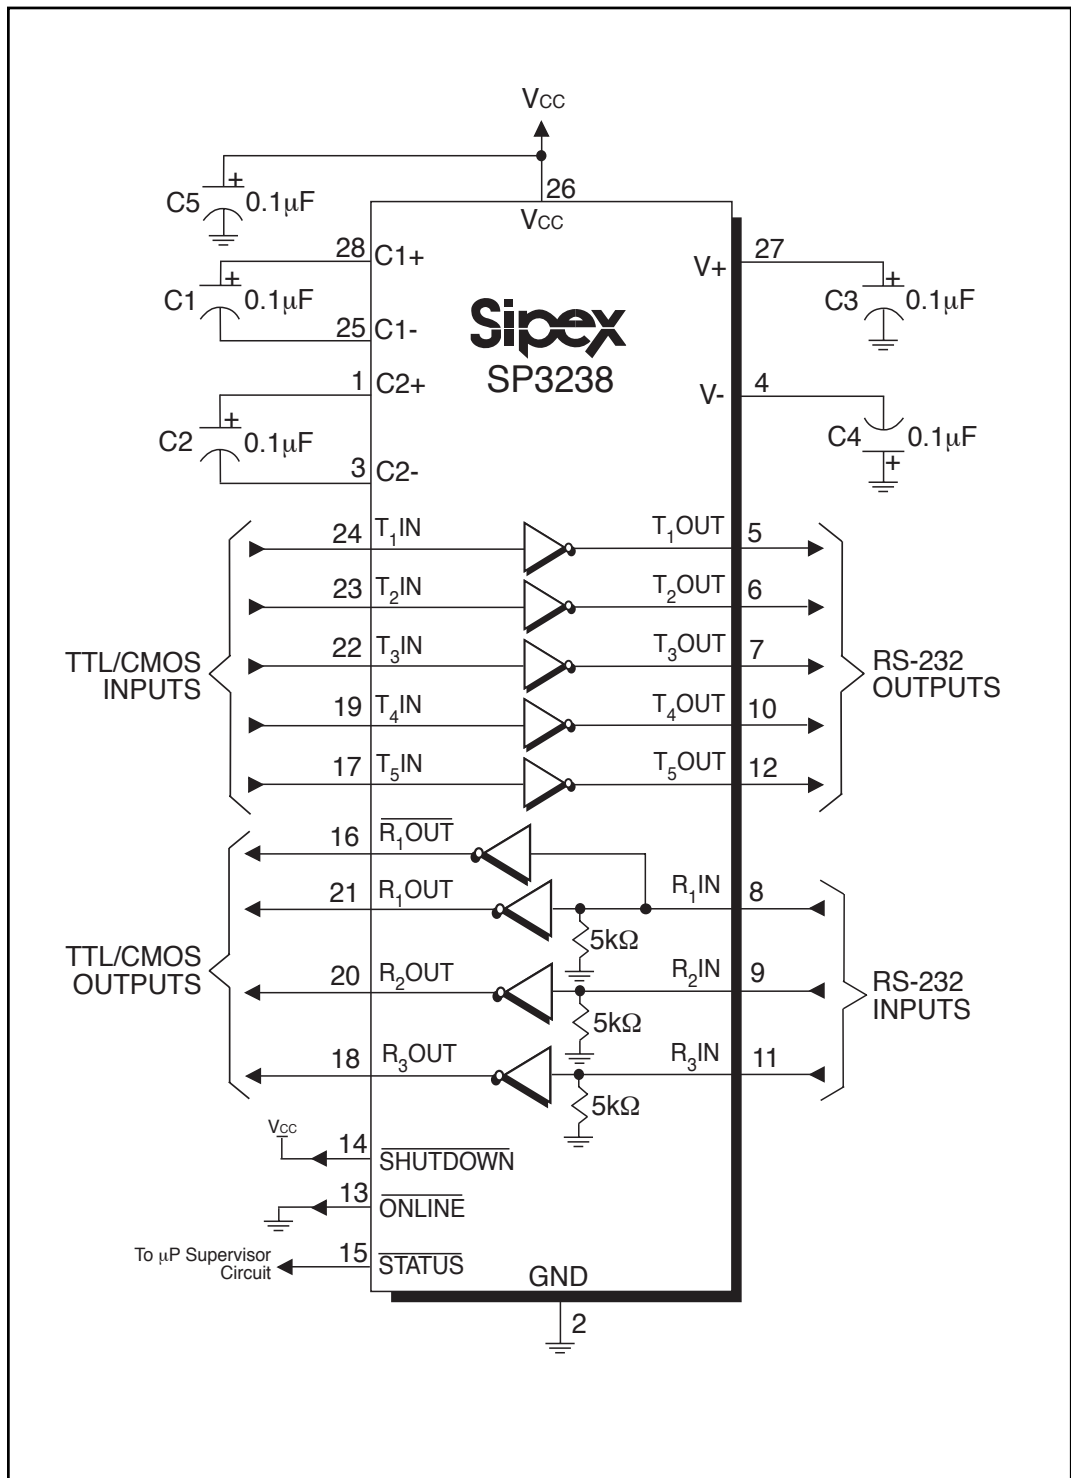 VCC
26
VCC
C5
+
0.1µF
28
C1+
C1
+
0.1µF
25
C1-
1
C2+
C2
+
0.1µF
3
C2-
V+
27
C3
+
0.1µF
V-
4
C4
0.1µF
+
Sipex
SP3238
TTL/CMOS
INPUTS
24 T1IN T1OUT 5
23 T2IN T2OUT 6
22 T3IN T3OUT 7
19 T4IN T4OUT 10
17 T5IN T5OUT 12
RS-232
OUTPUTS
TTL/CMOS
OUTPUTS
16 R1OUT
21 R1OUT R1IN 8
5kΩ
20 R2OUT R2IN 9
5kΩ
18 R3OUT R3IN 11
5kΩ
RS-232
INPUTS
VCC
14 SHUTDOWN
13 ONLINE
To µP Supervisor
Circuit
15 STATUS
GND
2